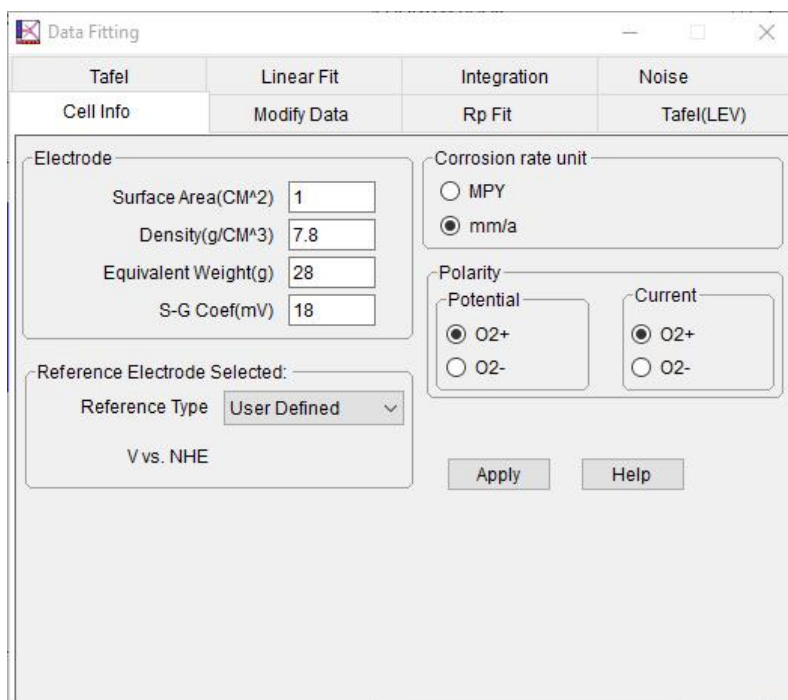 Data Fitting
Tafel
Linear Fit
Integration
Noise
Cell Info
Modify Data
Rp Fit
Tafel(LEV)
Electrode
Surface Area(CM^2) 1
Density(g/CM^3) 7.8
Equivalent Weight(g) 28
S-G Coef(mV) 18
Reference Electrode Selected:
Reference Type User Defined
V vs. NHE
Corrosion rate unit
MPY
mm/a
Polarity
Potential
O2+
O2-
Current
O2+
O2-
Apply
Help